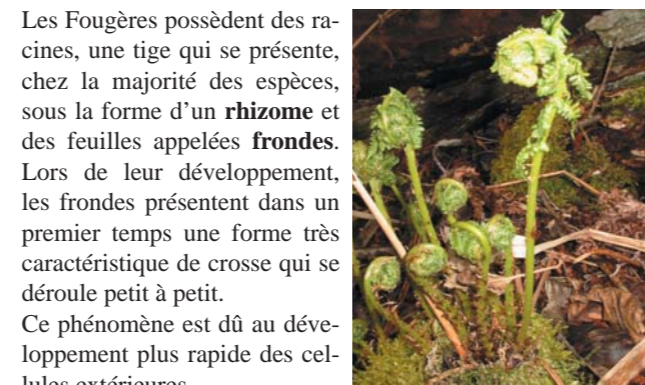 Les Fougères possèdent des ra-
cines, une tige qui se présente,
chez la majorité des espèces,
sous la forme d'un rhizome et
des feuilles appelées frondes.
Lors de leur développement,
les frondes présentent dans un
premier temps une forme très
caractéristique de crosse qui se
déroule petit à petit.
Ce phénomène est dû au déve-
loppement plus rapide des cel-
lules extérieures